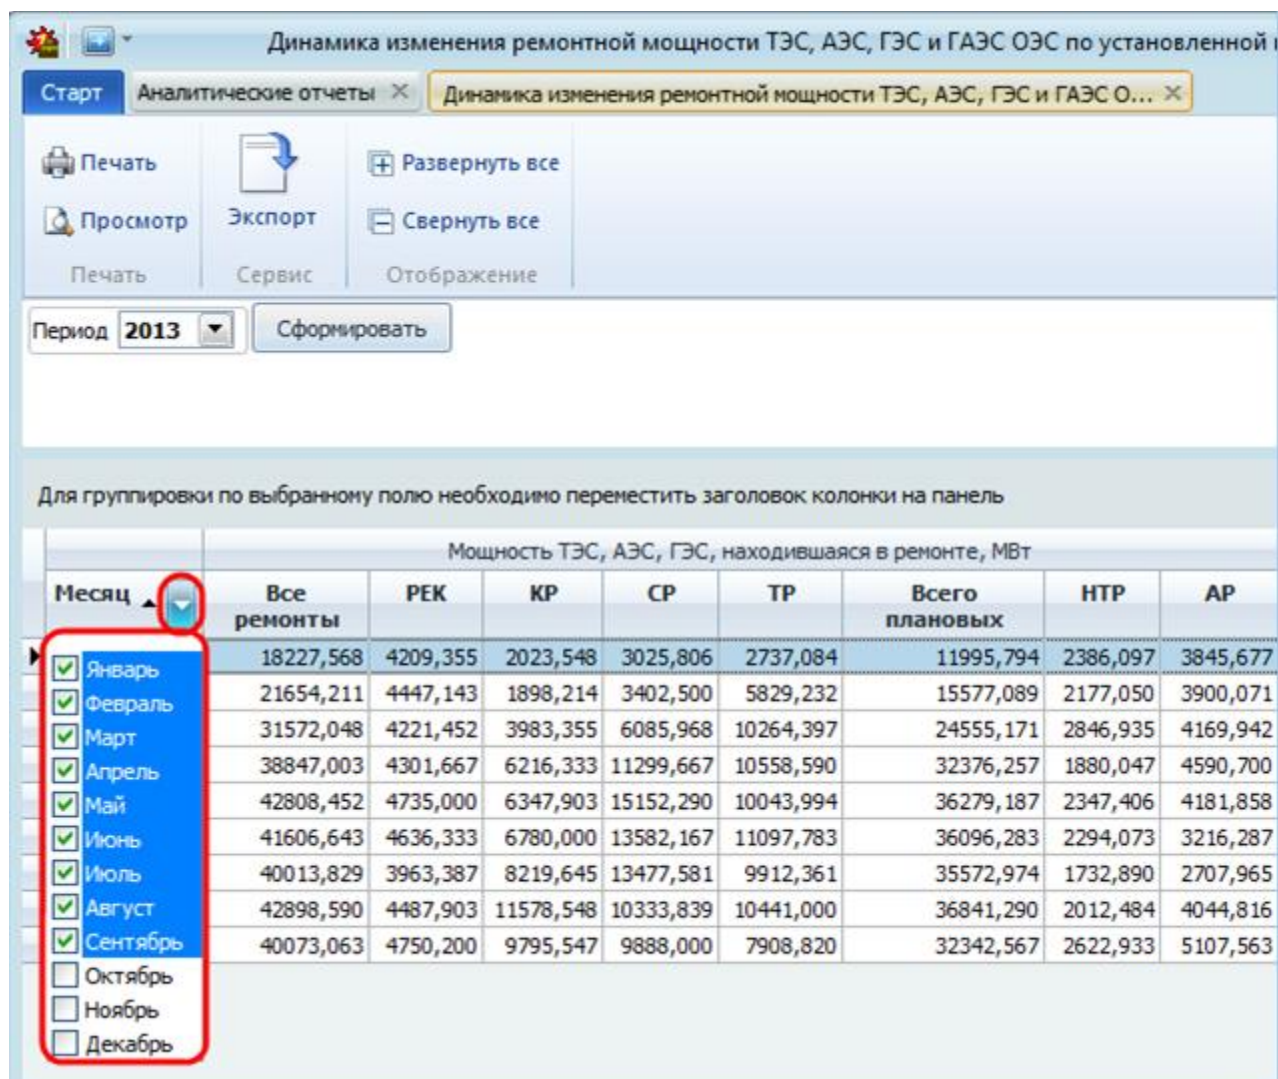 Динамика изменения ремонтной мощности ТЭС, АЭС, ГЭС и ГАЭС ОЭС по установленной
Старт Аналитические отчеты Динамика изменения ремонтной мощности ТЭС, АЭС, ГЭС и ГАЭС О...
Печать Экспорт Развернуть все
Просмотр Свернуть все
Печать Сервис Отображение
Период 2013 Сформировать
Для группировки по выбранному полю необходимо переместить заголовок колонки на панель
Мощность ТЭС, АЭС, ГЭС, находившаяся в ремонте, МВт
Месяц Все ремонты РЕК КР СР ТР Всего плановых НТР АР
Январь 18227,568 4209,355 2023,548 3025,806 2737,084 11995,794 2386,097 3845,677
Февраль 21654,211 4447,143 1898,214 3402,500 5829,232 15577,089 2177,050 3900,071
Март 31572,048 4221,452 3983,355 6085,968 10264,397 24555,171 2846,935 4169,942
Апрель 38847,003 4301,667 6216,333 11299,667 10558,590 32376,257 1880,047 4590,700
Май 42808,452 4735,000 6347,903 15152,290 10043,994 36279,187 2347,406 4181,858
Июнь 41606,643 4636,333 6780,000 13582,167 11097,783 36096,283 2294,073 3216,287
Июль 40013,829 3963,387 8219,645 13477,581 9912,361 35572,974 1732,890 2707,965
Август 42898,590 4487,903 11578,548 10333,839 10441,000 36841,290 2012,484 4044,816
Сентябрь 40073,063 4750,200 9795,547 9888,000 7908,820 32342,567 2622,933 5107,563
Октябрь
Ноябрь
Декабрь